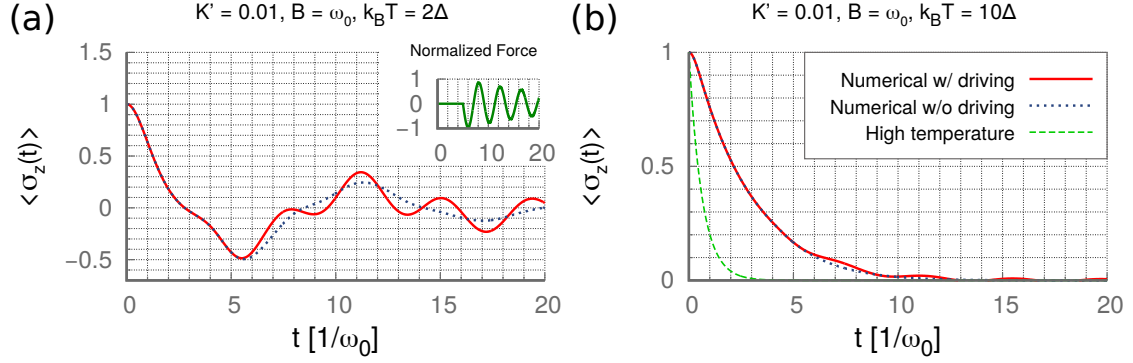 (a)
K' = 0.01, B = ω0, kBT = 2Δ
1.5
1
0.5
0
−0.5
<σz(t)>
0 5 10 15 20
t [1/ω0]
Normalized Force
1
0
−1
0 10 20
(b)
K' = 0.01, B = ω0, kBT = 10Δ
1
0.5
0
<σz(t)>
0 5 10 15 20
t [1/ω0]
Numerical w/ driving
Numerical w/o driving
High temperature